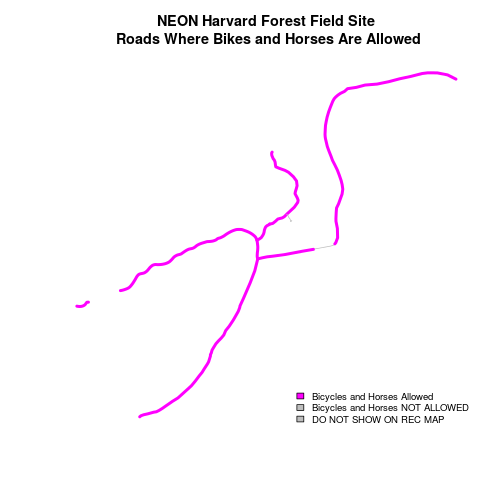 NEON Harvard Forest Field Site
Roads Where Bikes and Horses Are Allowed
Bicycles and Horses Allowed
Bicycles and Horses NOT ALLOWED
DO NOT SHOW ON REC MAP